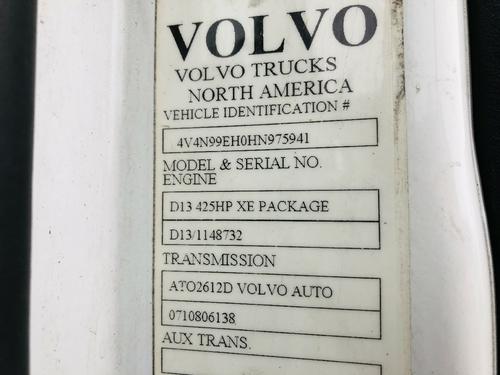 VOLVO
VOLVO TRUCKS
NORTH AMERICA
VEHICLE IDENTIFICATION #
4V4N99EH0HN975941
MODEL & SERIAL NO.
ENGINE
D13 425HP XE PACKAGE
D13/1148732
TRANSMISSION
ATO2612D VOLVO AUTO
0710806138
AUX TRANS.